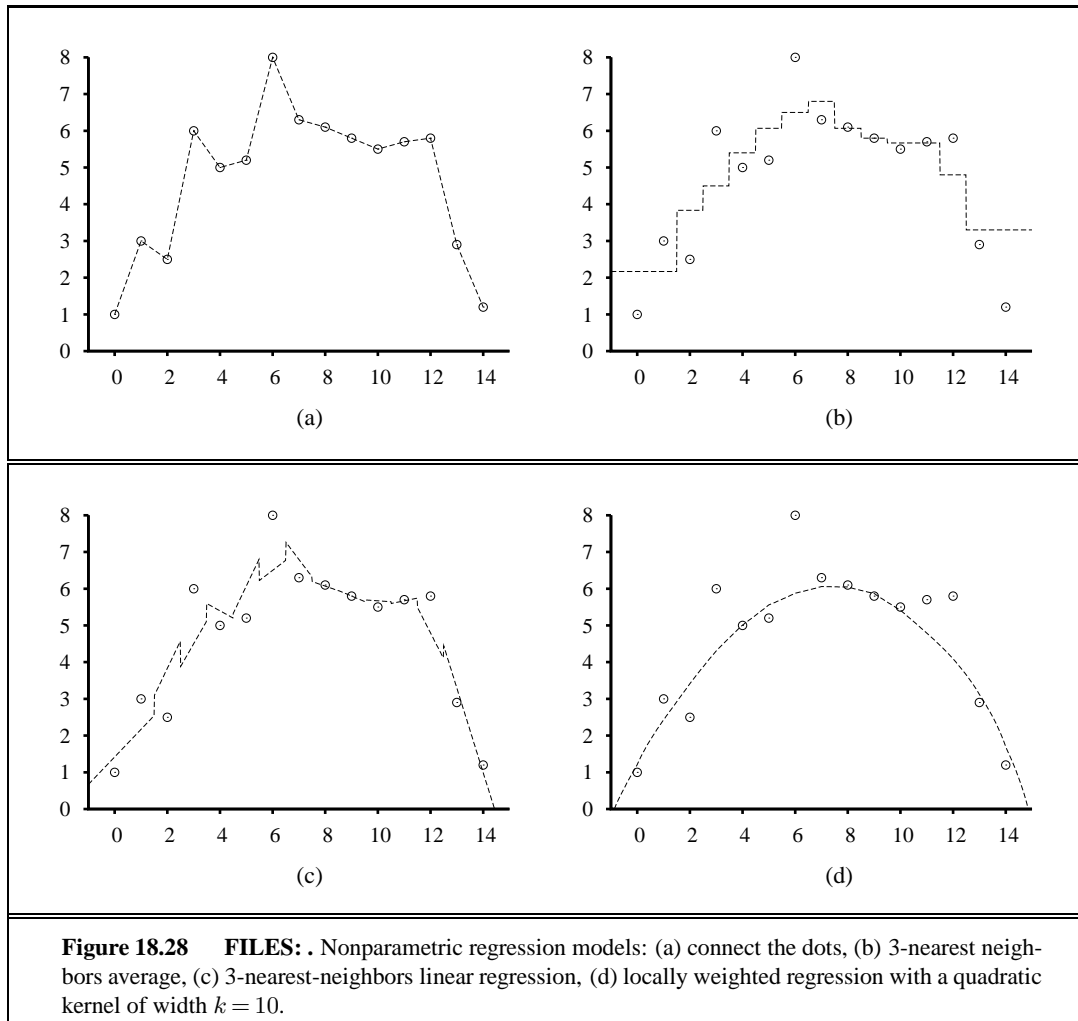 8 8
7 7
6 6
5 5
4 4
3 3
2 2
1 1
0 0
0 2 4 6 8 10 12 14 0 2 4 6 8 10 12 14
(a) (b)
8 8
7 7
6 6
5 5
4 4
3 3
2 2
1 1
0 0
0 2 4 6 8 10 12 14 0 2 4 6 8 10 12 14
(c) (d)
Figure 18.28 FILES: . Nonparametric regression models: (a) connect the dots, (b) 3-nearest neigh-
bors average, (c) 3-nearest-neighbors linear regression, (d) locally weighted regression with a quadratic
kernel of width k = 10.